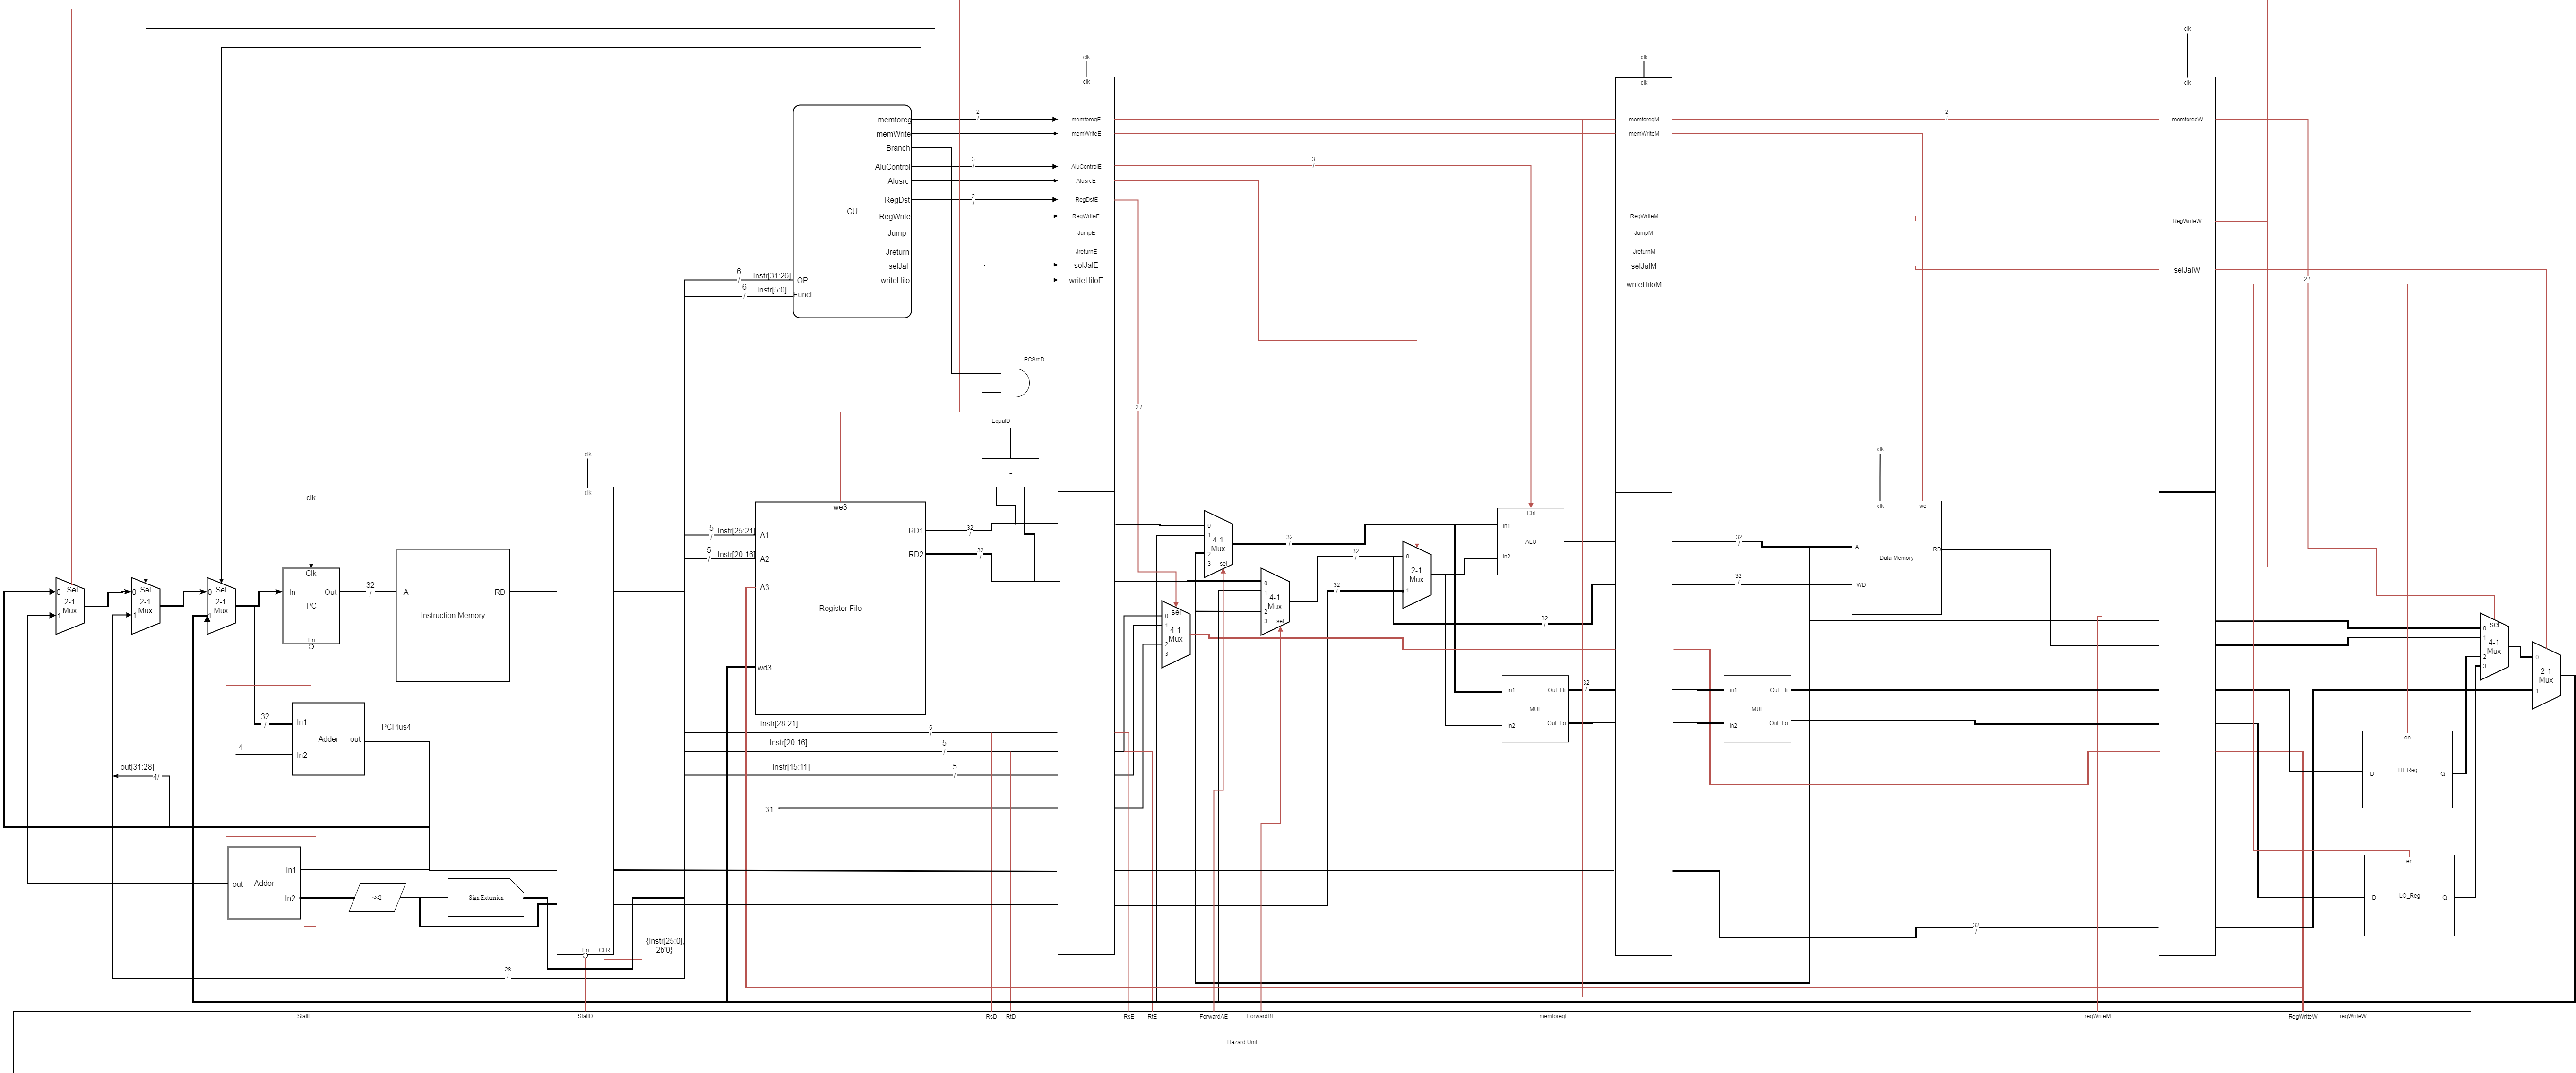 clk
clk
clk
clk
clk
clk
memtoreg
2
/
memtoregE
memtoregM
2
/
memtoregW
memWrite
memWriteE
memWriteM
Branch
AluControl
3
/
AluControlE
3
/
Alusrc
AlusrcE
RegDst
2
/
RegDstE
CU
RegWrite
RegWriteE
RegWriteM
RegWriteW
Jump
JumpE
JumpM
Jreturn
JreturnE
JreturnM
selJal
selJalE
selJalM
selJalW
writeHilo
writeHiloE
writeHiloM
6
/
Instr[31:26]
OP
6
/
Instr[5:0]
Funct
2 /
PCSrcD
2 /
EqualD
=
clk
clk
clk
clk
clk
we
we3
Ctrl
Clk
In
PC
Out
En
32
/
A
RD
Instruction Memory
5
/
Instr[25:21]
A1
5
/
Instr[20:16]
A2
A3
Register File
wd3
RD1
32
/
RD2
32
/
0
1
2
3
4-1
Mux
sel
32
/
0
1
2
3
4-1
Mux
sel
32
/
32
/
0
1
2-1
Mux
in1
in2
ALU
32
/
32
/
A
RD
Data Memory
WD
32
/
Sel
0
2-1
Mux
1
Sel
0
2-1
Mux
1
Sel
0
2-1
Mux
1
sel
0
1
4-1
Mux
2
3
sel
0
1
4-1
Mux
2
3
0
2-1
Mux
1
in1
in2
MUL
Out_Hi
Out_Lo
32
/
in1
in2
MUL
Out_Hi
Out_Lo
32
/
In1
Adder
out
In2
4
PCPlus4
out[31:28]
4/
Instr[28:21]
5
/
Instr[20:16]
5
/
Instr[15:11]
5
/
31
en
D
HI_Reg
Q
en
D
LO_Reg
Q
out
Adder
In1
In2
<<2
Sign Extension
En
CLR
{Instr[25:0],
2b'0}
28
/
32
/
StallF
StallD
RsD
RtD
RsE
RtE
ForwardAE
ForwardBE
memtoregE
regWriteM
RegWriteW
regWriteW
Hazard Unit